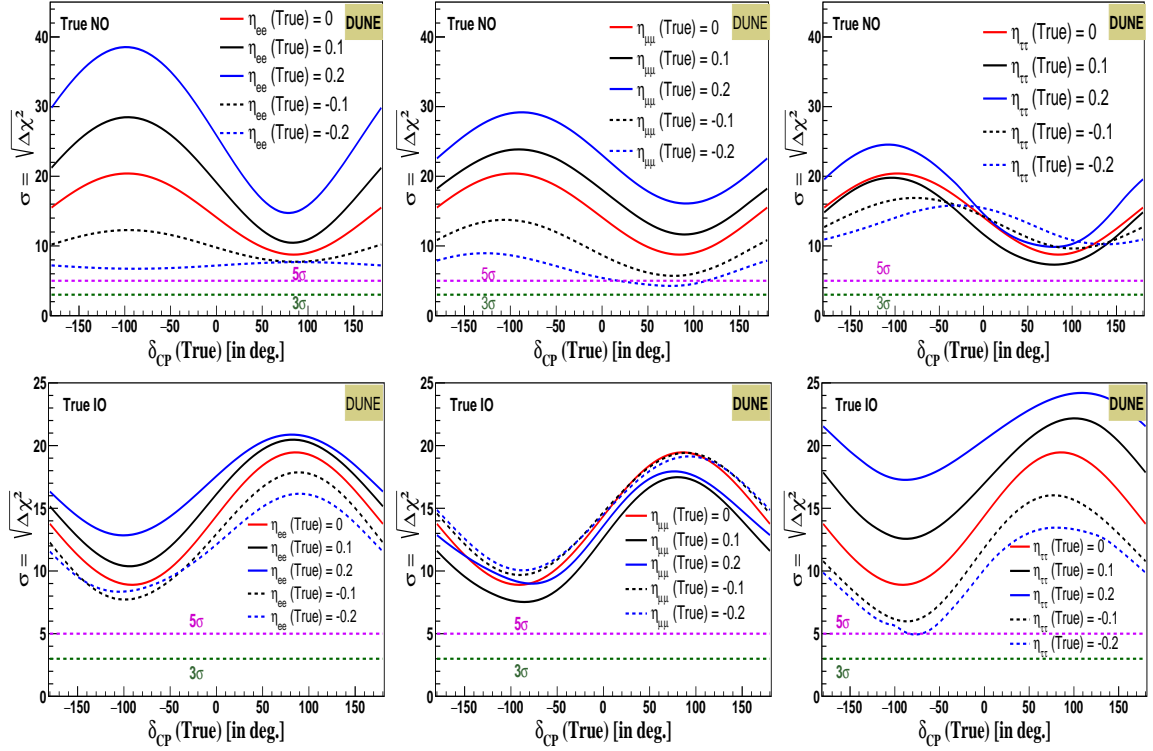 True NO
DUNE
η_ee (True) = 0
η_ee (True) = 0.1
η_ee (True) = 0.2
η_ee (True) = -0.1
η_ee (True) = -0.2
5σ
3σ
σ = √Δχ²
0
10
20
30
40
−150 −100 −50 0 50 100 150
δ_CP (True) [in deg.]
True NO
DUNE
η_μμ (True) = 0
η_μμ (True) = 0.1
η_μμ (True) = 0.2
η_μμ (True) = -0.1
η_μμ (True) = -0.2
5σ
3σ
σ = √Δχ²
0
10
20
30
40
−150 −100 −50 0 50 100 150
δ_CP (True) [in deg.]
True NO
DUNE
η_ττ (True) = 0
η_ττ (True) = 0.1
η_ττ (True) = 0.2
η_ττ (True) = -0.1
η_ττ (True) = -0.2
5σ
3σ
σ = √Δχ²
0
10
20
30
40
−150 −100 −50 0 50 100 150
δ_CP (True) [in deg.]
True IO
DUNE
η_ee (True) = 0
η_ee (True) = 0.1
η_ee (True) = 0.2
η_ee (True) = -0.1
η_ee (True) = -0.2
5σ
3σ
σ = √Δχ²
0
5
10
15
20
25
−150 −100 −50 0 50 100 150
δ_CP (True) [in deg.]
True IO
DUNE
η_μμ (True) = 0
η_μμ (True) = 0.1
η_μμ (True) = 0.2
η_μμ (True) = -0.1
η_μμ (True) = -0.2
5σ
3σ
σ = √Δχ²
0
5
10
15
20
25
−150 −100 −50 0 50 100 150
δ_CP (True) [in deg.]
True IO
DUNE
η_ττ (True) = 0
η_ττ (True) = 0.1
η_ττ (True) = 0.2
η_ττ (True) = -0.1
η_ττ (True) = -0.2
5σ
3σ
σ = √Δχ²
0
5
10
15
20
25
−150 −100 −50 0 50 100 150
δ_CP (True) [in deg.]